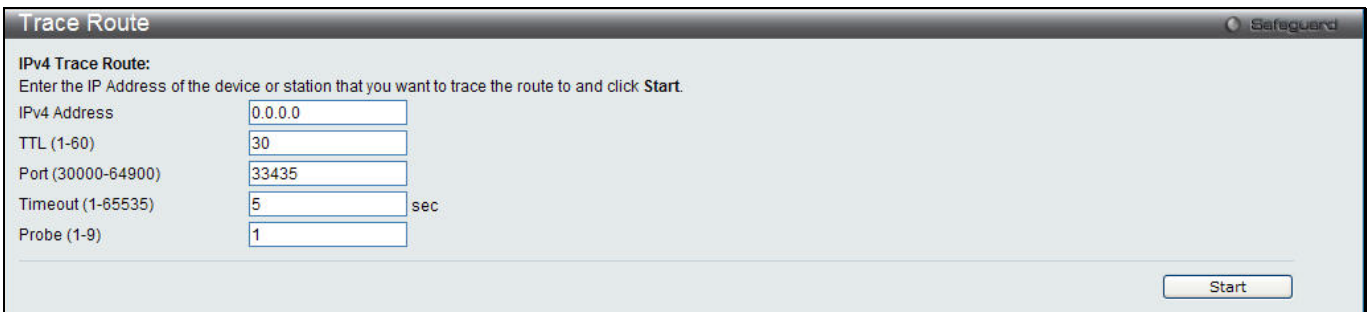 Trace Route
Safeguard
IPv4 Trace Route:
Enter the IP Address of the device or station that you want to trace the route to and click Start.
IPv4 Address 0.0.0.0
TTL (1-60) 30
Port (30000-64900) 33435
Timeout (1-65535) 5 sec
Probe (1-9) 1
Start